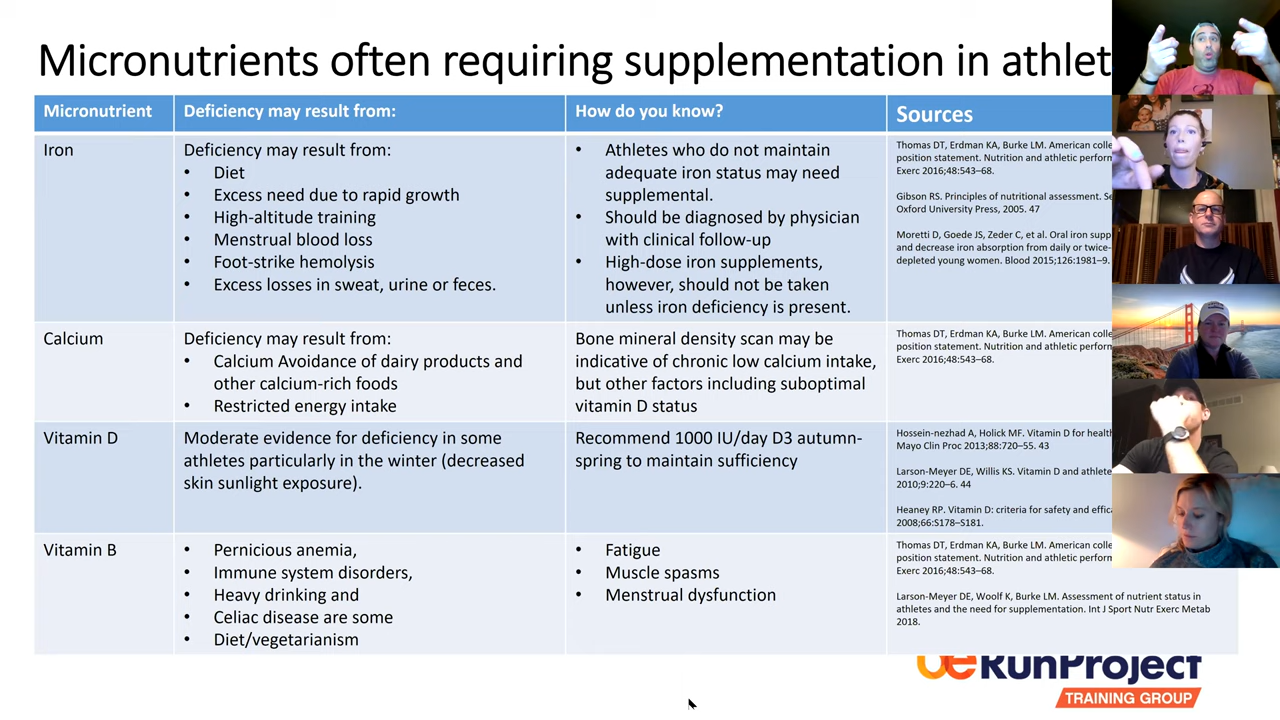 Micronutrients often requiring supplementation in athlet
Micronutrient
Deficiency may result from:
How do you know?
Sources
Iron
Deficiency may result from:
• Diet
• Excess need due to rapid growth
• High-altitude training
• Menstrual blood loss
• Foot-strike hemolysis
• Excess losses in sweat, urine or feces.
• Athletes who do not maintain
adequate iron status may need
supplemental.
• Should be diagnosed by physician
with clinical follow-up
• High-dose iron supplements,
however, should not be taken
unless iron deficiency is present.
Thomas DT, Erdman KA, Burke LM. American colle
position statement. Nutrition and athletic perform
Exerc 2016;48:543–68.
Gibson RS. Principles of nutritional assessment. Se
Oxford University Press, 2005. 47
Moretti D, Goede JS, Zeder C, et al. Oral iron supp
and decrease iron absorption from daily or twice-
depleted young women. Blood 2015;126:1981–9.
Calcium
Deficiency may result from:
• Calcium Avoidance of dairy products and
other calcium-rich foods
• Restricted energy intake
Bone mineral density scan may be
indicative of chronic low calcium intake,
but other factors including suboptimal
vitamin D status
Thomas DT, Erdman KA, Burke LM. American colle
position statement. Nutrition and athletic perform
Exerc 2016;48:543–68.
Vitamin D
Moderate evidence for deficiency in some
athletes particularly in the winter (decreased
skin sunlight exposure).
Recommend 1000 IU/day D3 autumn-
spring to maintain sufficiency
Hossein-nezhad A, Holick MF. Vitamin D for health
Mayo Clin Proc 2013;88:720–55. 43
Larson-Meyer DE, Willis KS. Vitamin D and athlete
2010;9:220–6. 44
Heaney RP. Vitamin D: criteria for safety and effica
2008;66:S178–S181.
Vitamin B
• Pernicious anemia,
• Immune system disorders,
• Heavy drinking and
• Celiac disease are some
• Diet/vegetarianism
• Fatigue
• Muscle spasms
• Menstrual dysfunction
Thomas DT, Erdman KA, Burke LM. American colle
position statement. Nutrition and athletic perform
Exerc 2016;48:543–68.
Larson-Meyer DE, Woolf K, Burke LM. Assessment of nutrient status in
athletes and the need for supplementation. Int J Sport Nutr Exerc Metab
2018.
RunProject
TRAINING GROUP